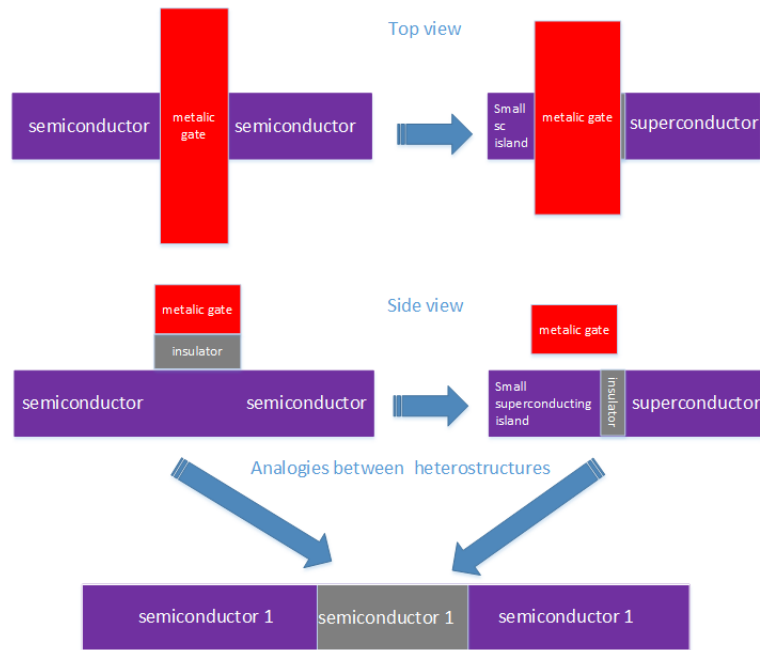 Top view
semiconductor
metalic
gate
semiconductor
Small
sc
island
metalic gate
superconductor
Side view
metalic gate
insulator
semiconductor
semiconductor
metalic gate
Small
superconducting
island
insulator
superconductor
Analogies between heterostructures
semiconductor 1
semiconductor 1
semiconductor 1